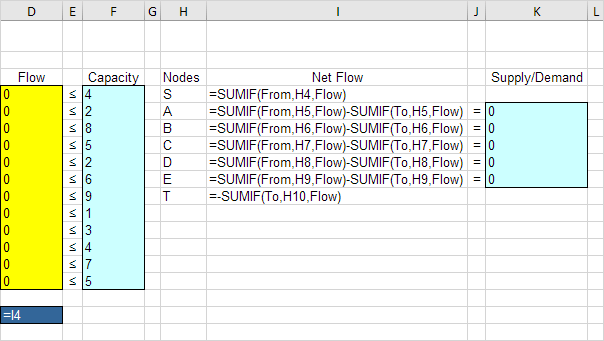 D E F G H I J K L
Flow Capacity Nodes Net Flow Supply/Demand
0 ≤ 4 S =SUMIF(From,H4,Flow)
0 ≤ 2 A =SUMIF(From,H5,Flow)-SUMIF(To,H5,Flow) = 0
0 ≤ 8 B =SUMIF(From,H6,Flow)-SUMIF(To,H6,Flow) = 0
0 ≤ 5 C =SUMIF(From,H7,Flow)-SUMIF(To,H7,Flow) = 0
0 ≤ 2 D =SUMIF(From,H8,Flow)-SUMIF(To,H8,Flow) = 0
0 ≤ 6 E =SUMIF(From,H9,Flow)-SUMIF(To,H9,Flow) = 0
0 ≤ 9 T =-SUMIF(To,H10,Flow)
0 ≤ 1
0 ≤ 3
0 ≤ 4
0 ≤ 7
0 ≤ 5
=I4